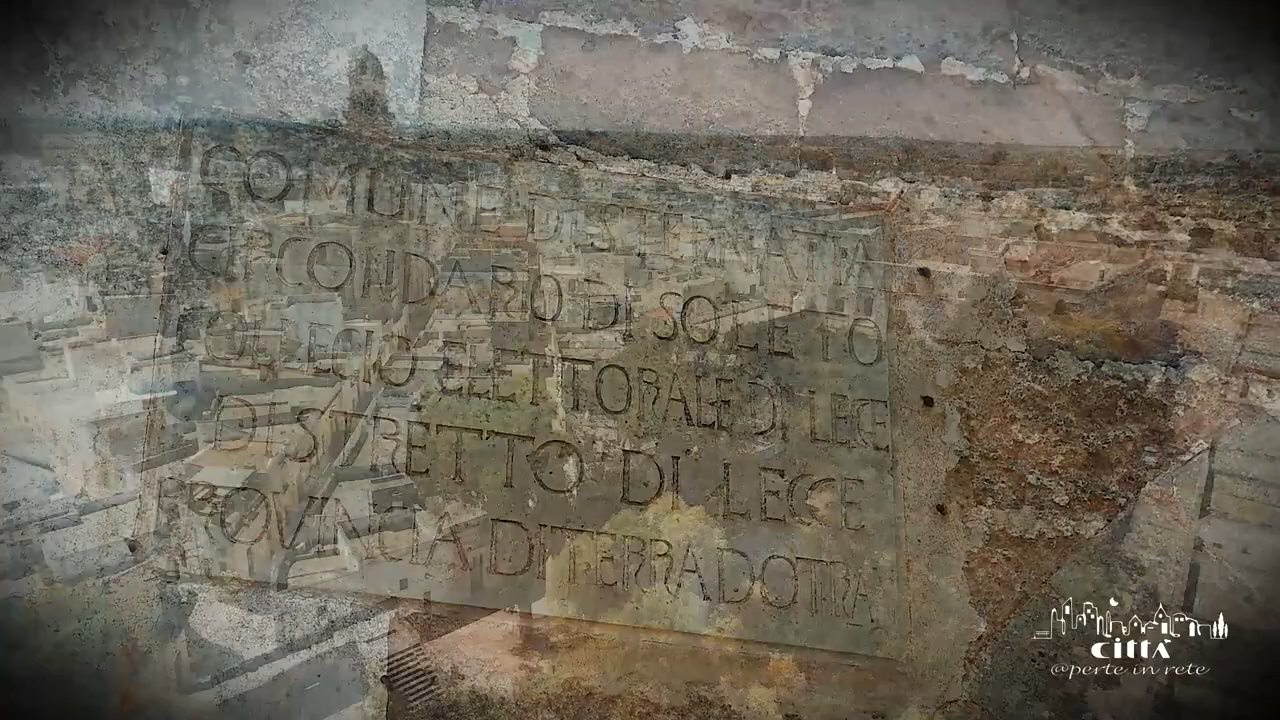 COMUNE DI STERNATIA
CIRCONDARIO DI SOLETO
COLLEGIO ELETTORALE DI LECCE
DISTRETTO DI LECCE
PROVINCIA DI TERRA DOTRA
CITTÀ
@perte in rete